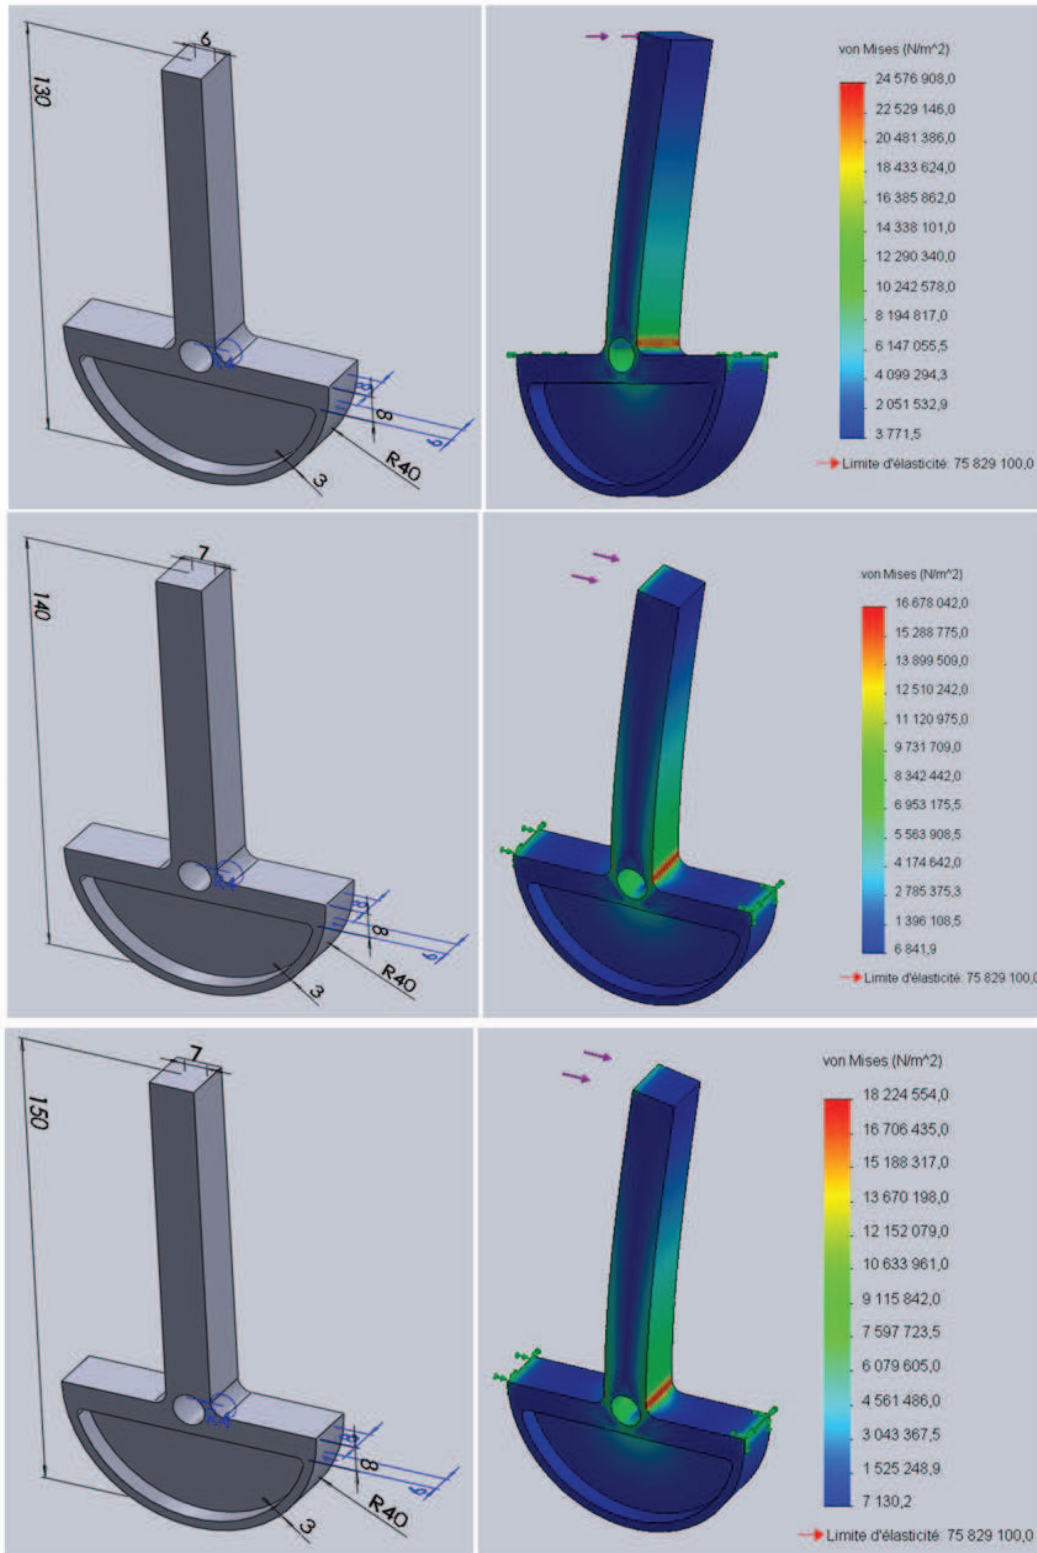 6
130
8
R40
3
von Mises (N/m^2)
24 576 908,0
22 529 146,0
20 481 386,0
18 433 624,0
16 385 862,0
14 338 101,0
12 290 340,0
10 242 578,0
8 194 817,0
6 147 055,5
4 099 294,3
2 051 532,9
3 771,5
Limite d'élasticité: 75 829 100,0
7
140
8
R40
3
von Mises (N/m^2)
16 678 042,0
15 288 775,0
13 899 509,0
12 510 242,0
11 120 975,0
9 731 709,0
8 342 442,0
6 953 175,5
5 563 908,5
4 174 642,0
2 785 375,3
1 396 108,5
6 841,9
Limite d'élasticité: 75 829 100,0
7
150
8
R40
3
von Mises (N/m^2)
18 224 554,0
16 706 435,0
15 188 317,0
13 670 198,0
12 152 079,0
10 633 961,0
9 115 842,0
7 597 723,5
6 079 605,0
4 561 486,0
3 043 367,5
1 525 248,9
7 130,2
Limite d'élasticité: 75 829 100,0